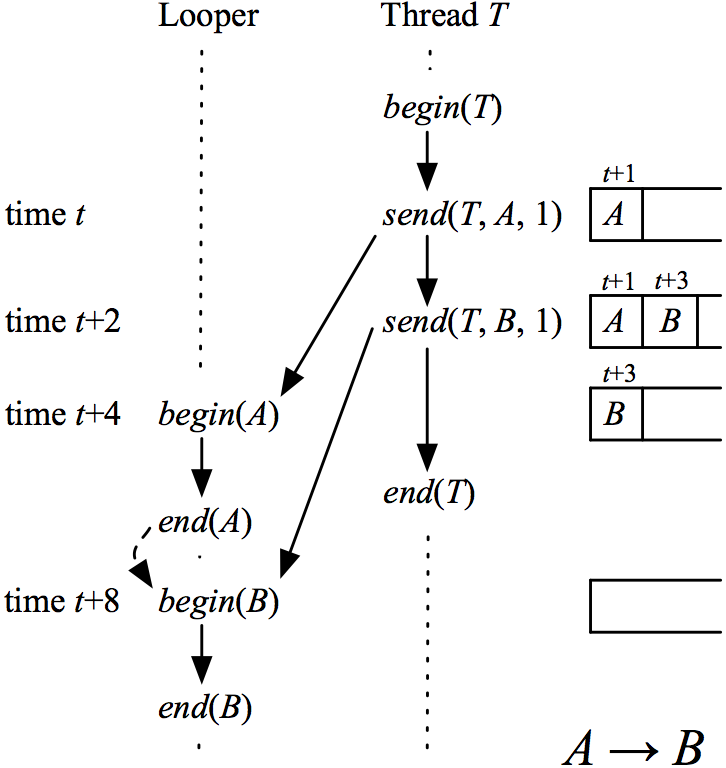 Looper Thread T
begin(T)
t+1
time t send(T, A, 1) A
t+1 t+3
time t+2 send(T, B, 1) A B
t+3
time t+4 begin(A) B
end(T)
end(A)
time t+8 begin(B)
end(B)
A → B